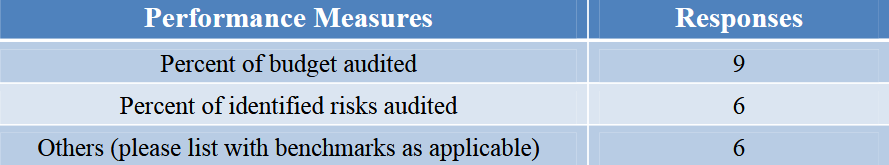 Performance Measures Responses
Percent of budget audited 9
Percent of identified risks audited 6
Others (please list with benchmarks as applicable) 6